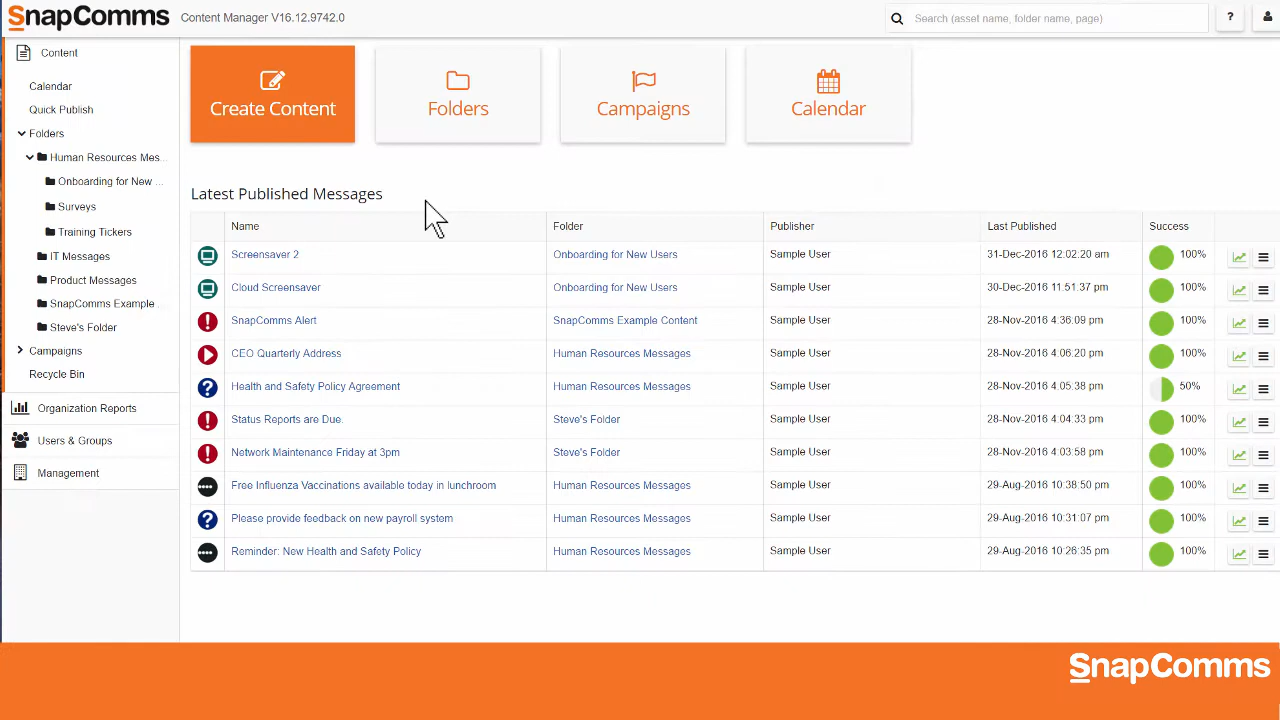 SnapComms Content Manager V16.12.9742.0 Search (asset name, folder name, page) ?
Content
Calendar
Quick Publish
Folders
Human Resources Mes...
Onboarding for New ...
Surveys
Training Tickers
IT Messages
Product Messages
SnapComms Example
Steve's Folder
Campaigns
Recycle Bin
Organization Reports
Users & Groups
Management
Create Content Folders Campaigns Calendar
Latest Published Messages
Name Folder Publisher Last Published Success
Screensaver 2 Onboarding for New Users Sample User 31-Dec-2016 12:02:20 am 100%
Cloud Screensaver Onboarding for New Users Sample User 30-Dec-2016 11:51:37 pm 100%
SnapComms Alert SnapComms Example Content Sample User 28-Nov-2016 4:36:09 pm 100%
CEO Quarterly Address Human Resources Messages Sample User 28-Nov-2016 4:06:20 pm 100%
Health and Safety Policy Agreement Human Resources Messages Sample User 28-Nov-2016 4:05:38 pm 50%
Status Reports are Due. Steve's Folder Sample User 28-Nov-2016 4:04:33 pm 100%
Network Maintenance Friday at 3pm Steve's Folder Sample User 28-Nov-2016 4:03:58 pm 100%
Free Influenza Vaccinations available today in lunchroom Human Resources Messages Sample User 29-Aug-2016 10:38:50 pm 100%
Please provide feedback on new payroll system Human Resources Messages Sample User 29-Aug-2016 10:31:07 pm 100%
Reminder: New Health and Safety Policy Human Resources Messages Sample User 29-Aug-2016 10:26:35 pm 100%
SnapComms